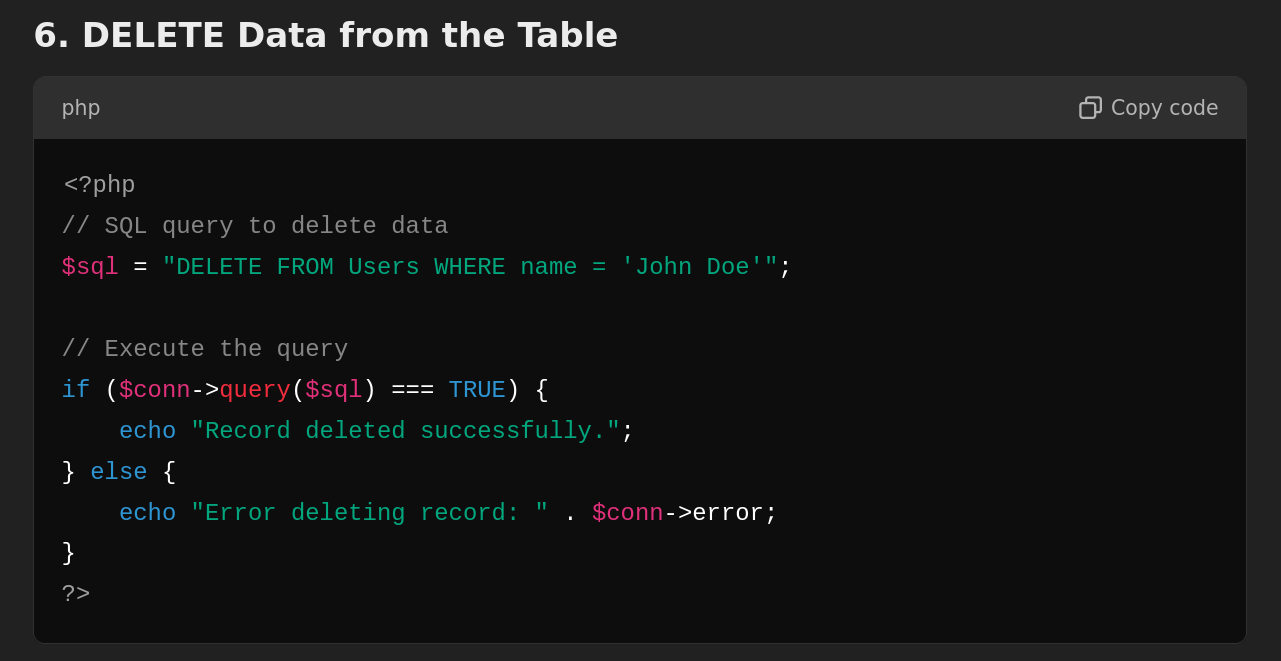 6. DELETE Data from the Table
php
Copy code
<?php
// SQL query to delete data
$sql = "DELETE FROM Users WHERE name = 'John Doe'";

// Execute the query
if ($conn->query($sql) === TRUE) {
    echo "Record deleted successfully.";
} else {
    echo "Error deleting record: " . $conn->error;
}
?>